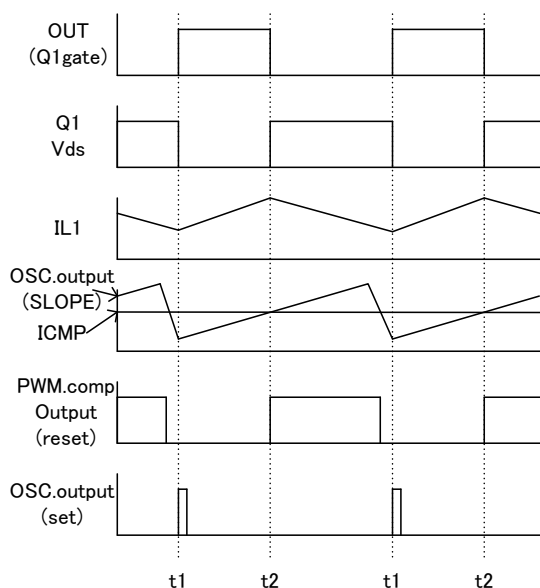 OUT
(Q1gate)
Q1
Vds
IL1
OSC.output
(SLOPE)
ICMP
PWM.comp
Output
(reset)
OSC.output
(set)
t1 t2 t1 t2